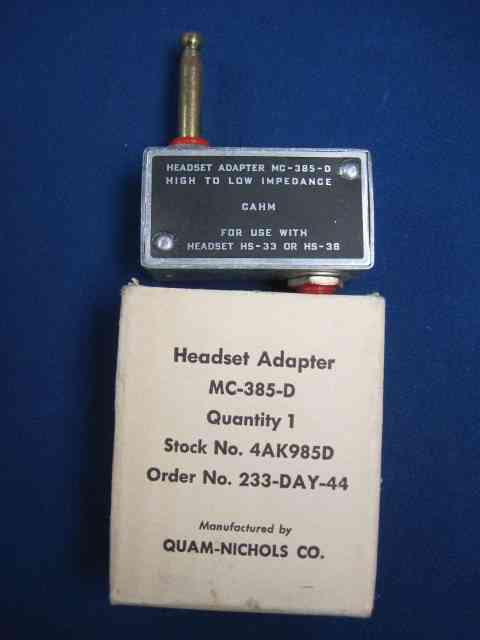 HEADSET ADAPTER MC-385-D
HIGH TO LOW IMPEDANCE
CAHM
FOR USE WITH
HEADSET HS-33 OR HS-38
Headset Adapter
MC-385-D
Quantity 1
Stock No. 4AK985D
Order No. 233-DAY-44
Manufactured by
QUAM-NICHOLS CO.